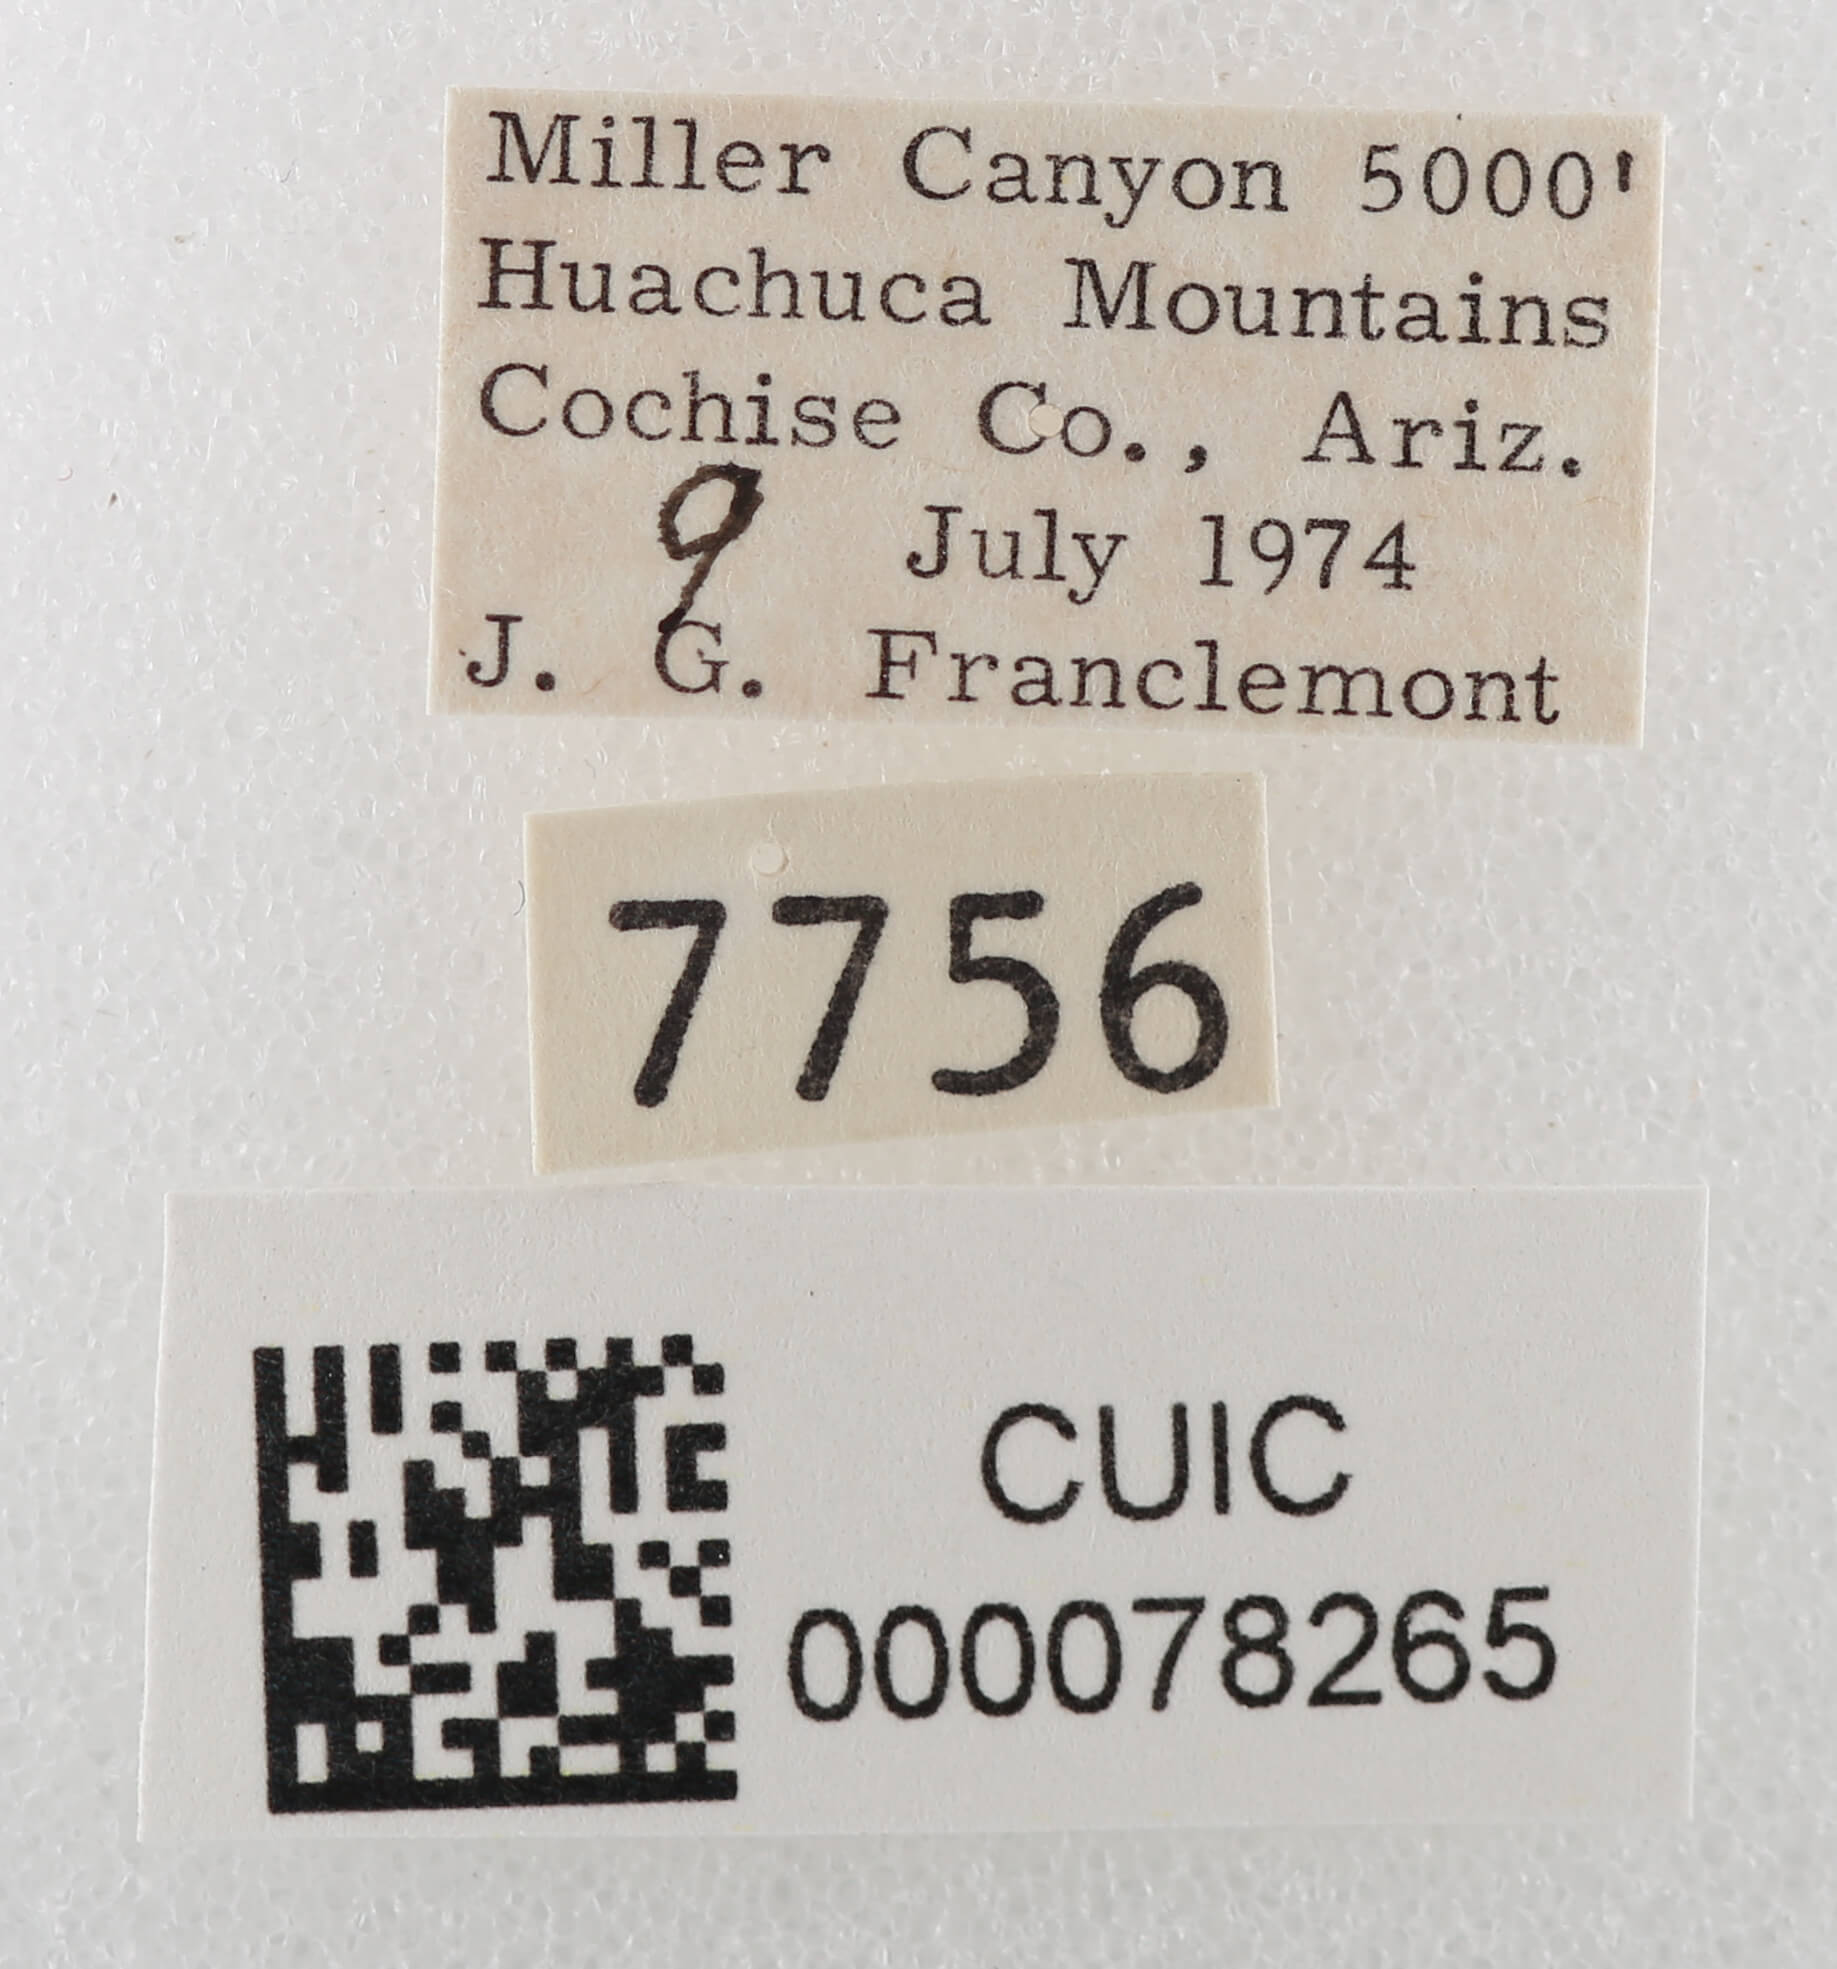 Miller Canyon 5000'
Huachuca Mountains
Cochise Co., Ariz.
9 July 1974
J. G. Franclemont
7756
CUIC
000078265